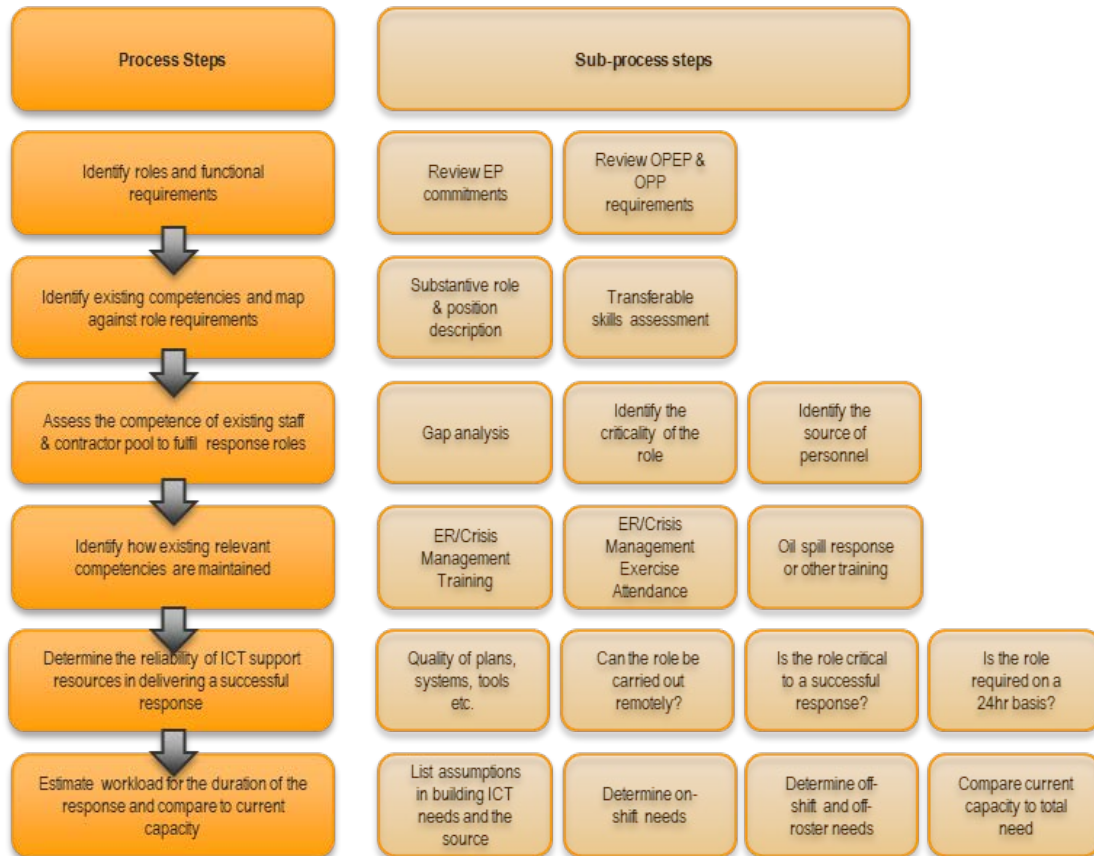 Process Steps
Sub-process steps
Identify roles and functional
requirements
Review EP
commitments
Review OPEP &
OPP
requirements
Identify existing competencies and map
against role requirements
Substantive role
& position
description
Transferable
skills assessment
Assess the competence of existing staff
& contractor pool to fulfil response roles
Gap analysis
Identify the
criticality of the
role
Identify the
source of
personnel
Identify how existing relevant
competencies are maintained
ER/Crisis
Management
Training
ER/Crisis
Management
Exercise
Attendance
Oil spill response
or other training
Determine the reliability of ICT support
resources in delivering a successful
response
Quality of plans,
systems, tools
etc.
Can the role be
carried out
remotely?
Is the role critical
to a successful
response?
Is the role
required on a
24hr basis?
Estimate workload for the duration of the
response and compare to current
capacity
List assumptions
in building ICT
needs and the
source
Determine on-
shift needs
Determine off-
shift and off-
roster needs
Compare current
capacity to total
need